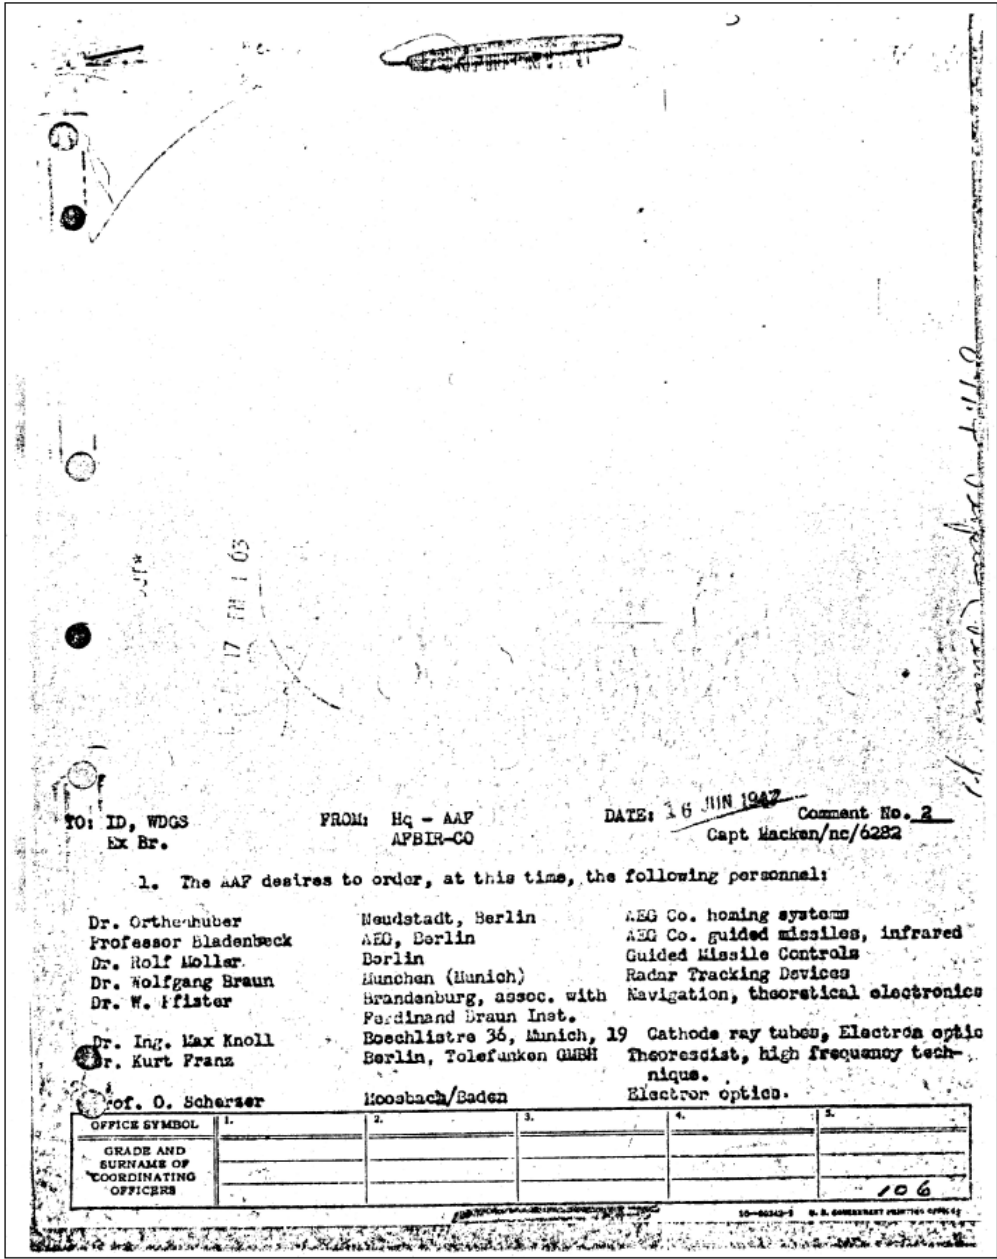 17 PM 1 03
TO: ID, WDGS FROM: Hq - AAF DATE: 16 JUN 1947 Comment No. 2
Ex Br. AFBIR-CO Capt Macken/nc/6282
1. The AAF desires to order, at this time, the following personnel:
Dr. Orthenhuber Neudstadt, Berlin AEG Co. homing systems
Professor Bladenbeck AEG, Berlin AEG Co. guided missiles, infrared
Dr. Rolf Moller Berlin Guided Missile Controls
Dr. Wolfgang Braun Munchen (Munich) Radar Tracking Devices
Dr. W. Pfister Brandenburg, assoc. with Navigation, theoretical electronics
Ferdinand Braun Inst.
Dr. Ing. Max Knoll Boechlistre 36, Munich, 19 Cathode ray tubes, Electron optic
Dr. Kurt Franz Berlin, Tolefunken GMBH Theorescist, high frequency tech-
nique.
Prof. O. Scherzer Moosbach/Baden Electron optics.
OFFICE SYMBOL 1. 2. 3. 4. 5.
GRADE AND
SURNAME OF
COORDINATING
OFFICERS
106
U. S. GOVERNMENT PRINTING OFFICE